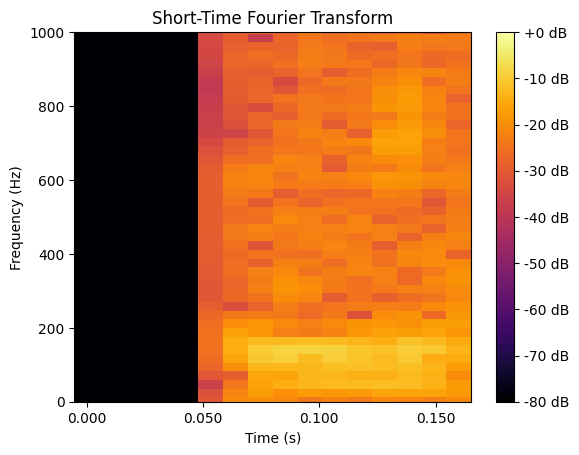 Short-Time Fourier Transform
1000
800
600
400
200
0
Frequency (Hz)
0.000
0.050
0.100
0.150
Time (s)
+0 dB
-10 dB
-20 dB
-30 dB
-40 dB
-50 dB
-60 dB
-70 dB
-80 dB